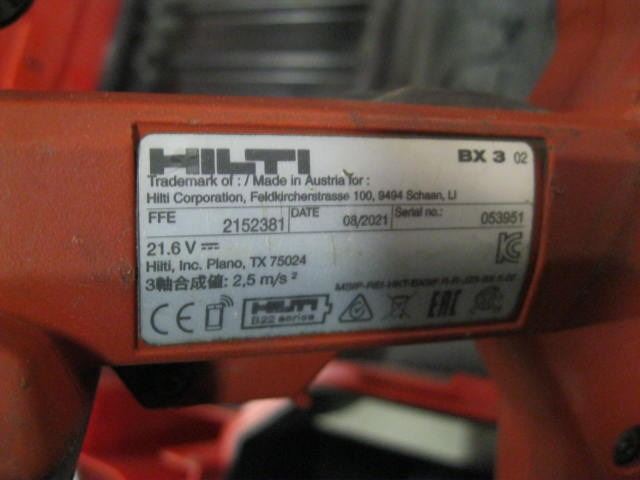 HILTI BX 3 02
Trademark of : / Made in Austria for :
Hilti Corporation, Feldkircherstrasse 100, 9494 Schaan, LI
FFE 2152381 DATE 08/2021 Serial no.: 053951
21.6 V
Hilti, Inc. Plano, TX 75024
3軸合成値: 2,5 m/s²
CE HILTI EAC
B22 series